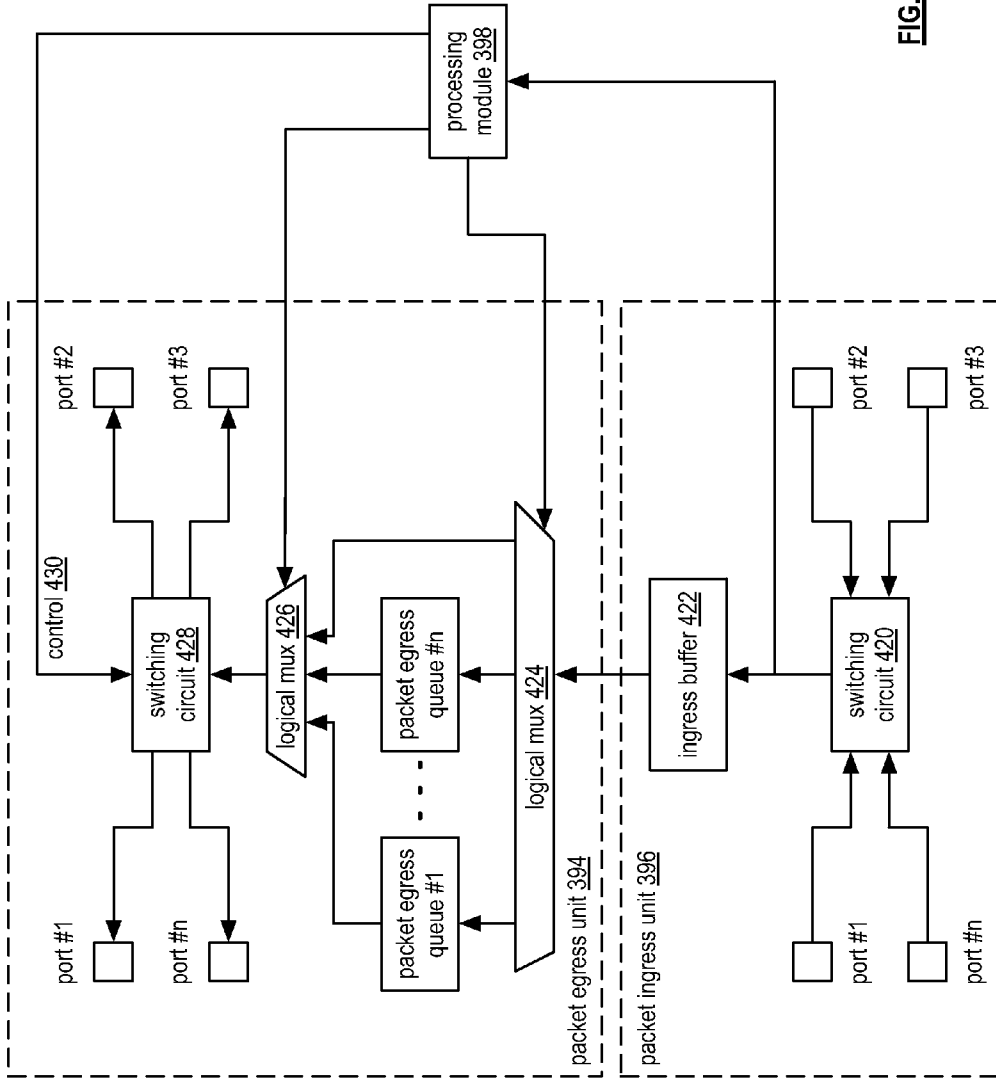 FIG.
processing
module 398
control 430
port #1
port #2
port #n
port #3
switching
circuit 428
logical mux 426
packet egress
queue #1
packet egress
queue #n
logical mux 424
packet egress unit 394
packet ingress unit 396
ingress buffer 422
port #1
port #2
port #n
port #3
switching
circuit 420